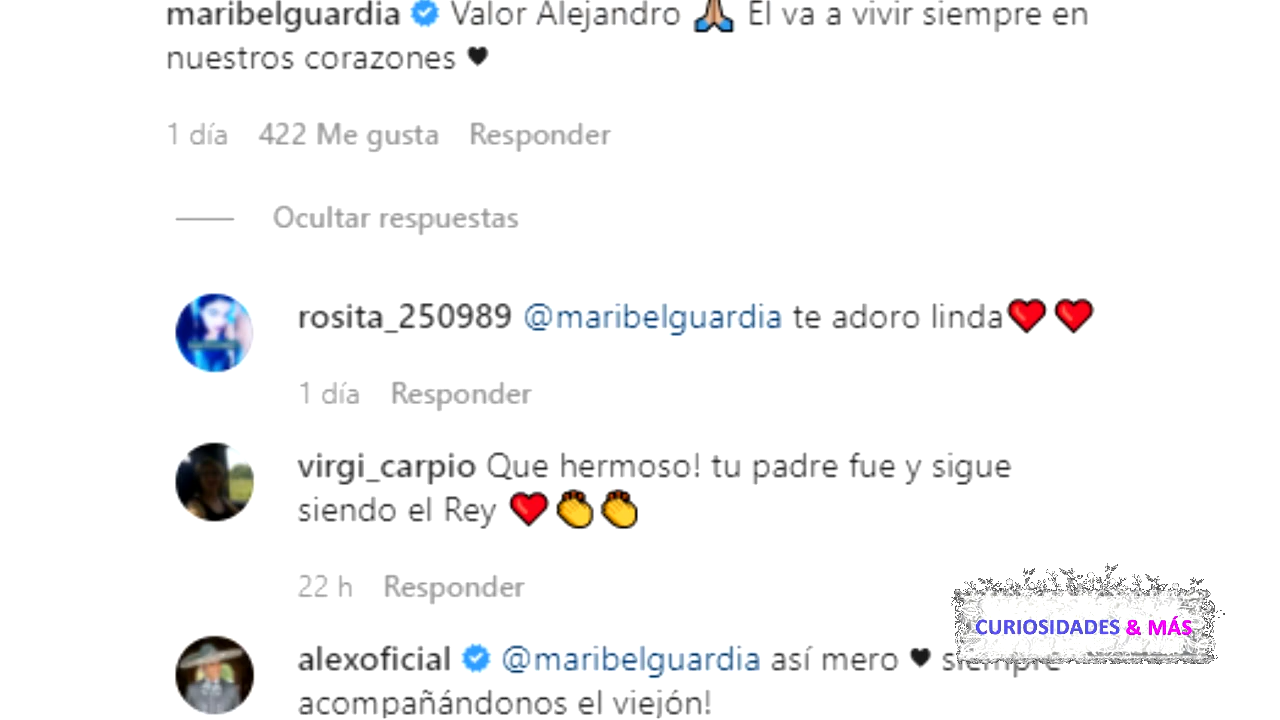 maribelguardia Valor Alejandro 🙏🏼 El va a vivir siempre en
nuestros corazones 🖤
1 día 422 Me gusta Responder
Ocultar respuestas
rosita_250989 @maribelguardia te adoro linda❤️❤️
1 día Responder
virgi_carpio Que hermoso! tu padre fue y sigue
siendo el Rey ❤️👏👏
22 h Responder
CURIOSIDADES & MÁS
alexoficial @maribelguardia así mero 🖤 siempre
acompañándonos el viejón!